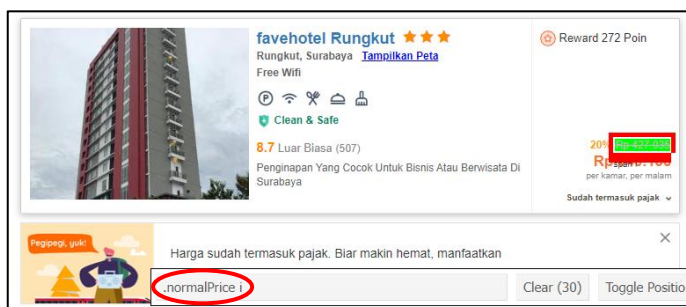 favehotel Rungkut
Reward 272 Poin
Rungkut, Surabaya Tampilkan Peta
Free Wifi
Clean & Safe
8.7 Luar Biasa (507)
20%
Penginapan Yang Cocok Untuk Bisnis Atau Berwisata Di
Surabaya
Rp
span
per kamar, per malam
Sudah termasuk pajak
Pegipegi, yuk!
Harga sudah termasuk pajak. Biar makin hemat, manfaatkan
.normalPrice i
Clear (30)
Toggle Positio